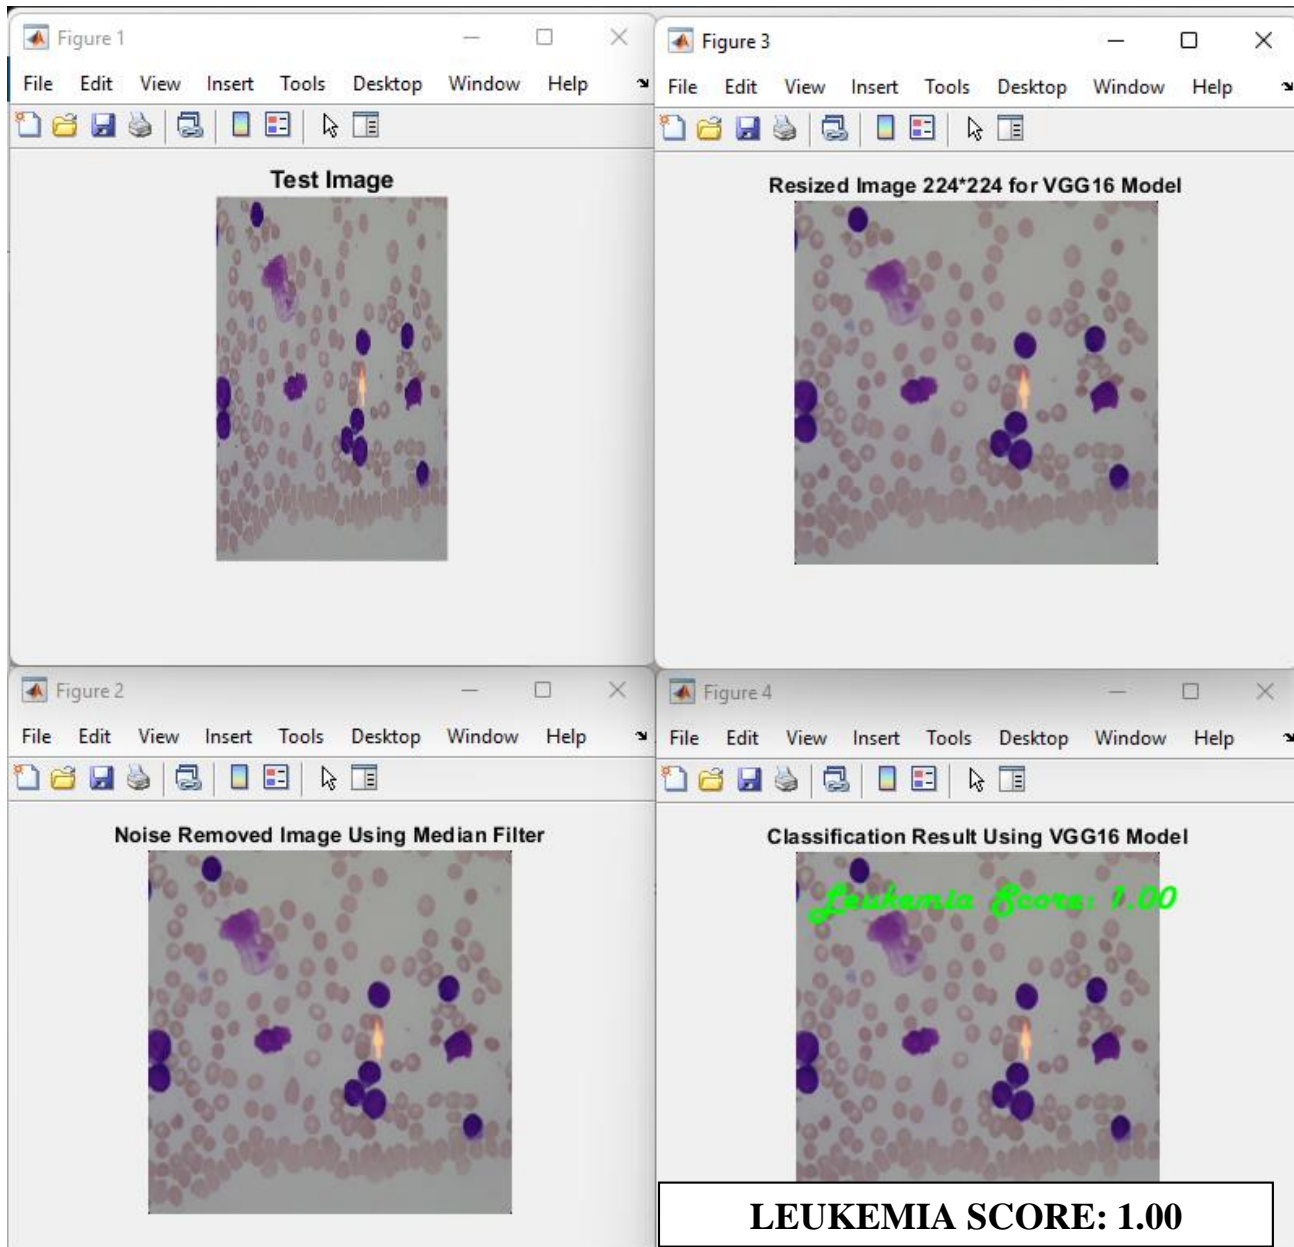 Figure 1
File Edit View Insert Tools Desktop Window Help
Test Image
Figure 3
File Edit View Insert Tools Desktop Window Help
Resized Image 224*224 for VGG16 Model
Figure 2
File Edit View Insert Tools Desktop Window Help
Noise Removed Image Using Median Filter
Figure 4
File Edit View Insert Tools Desktop Window Help
Classification Result Using VGG16 Model
Leukemia Score: 1.00
LEUKEMIA SCORE: 1.00